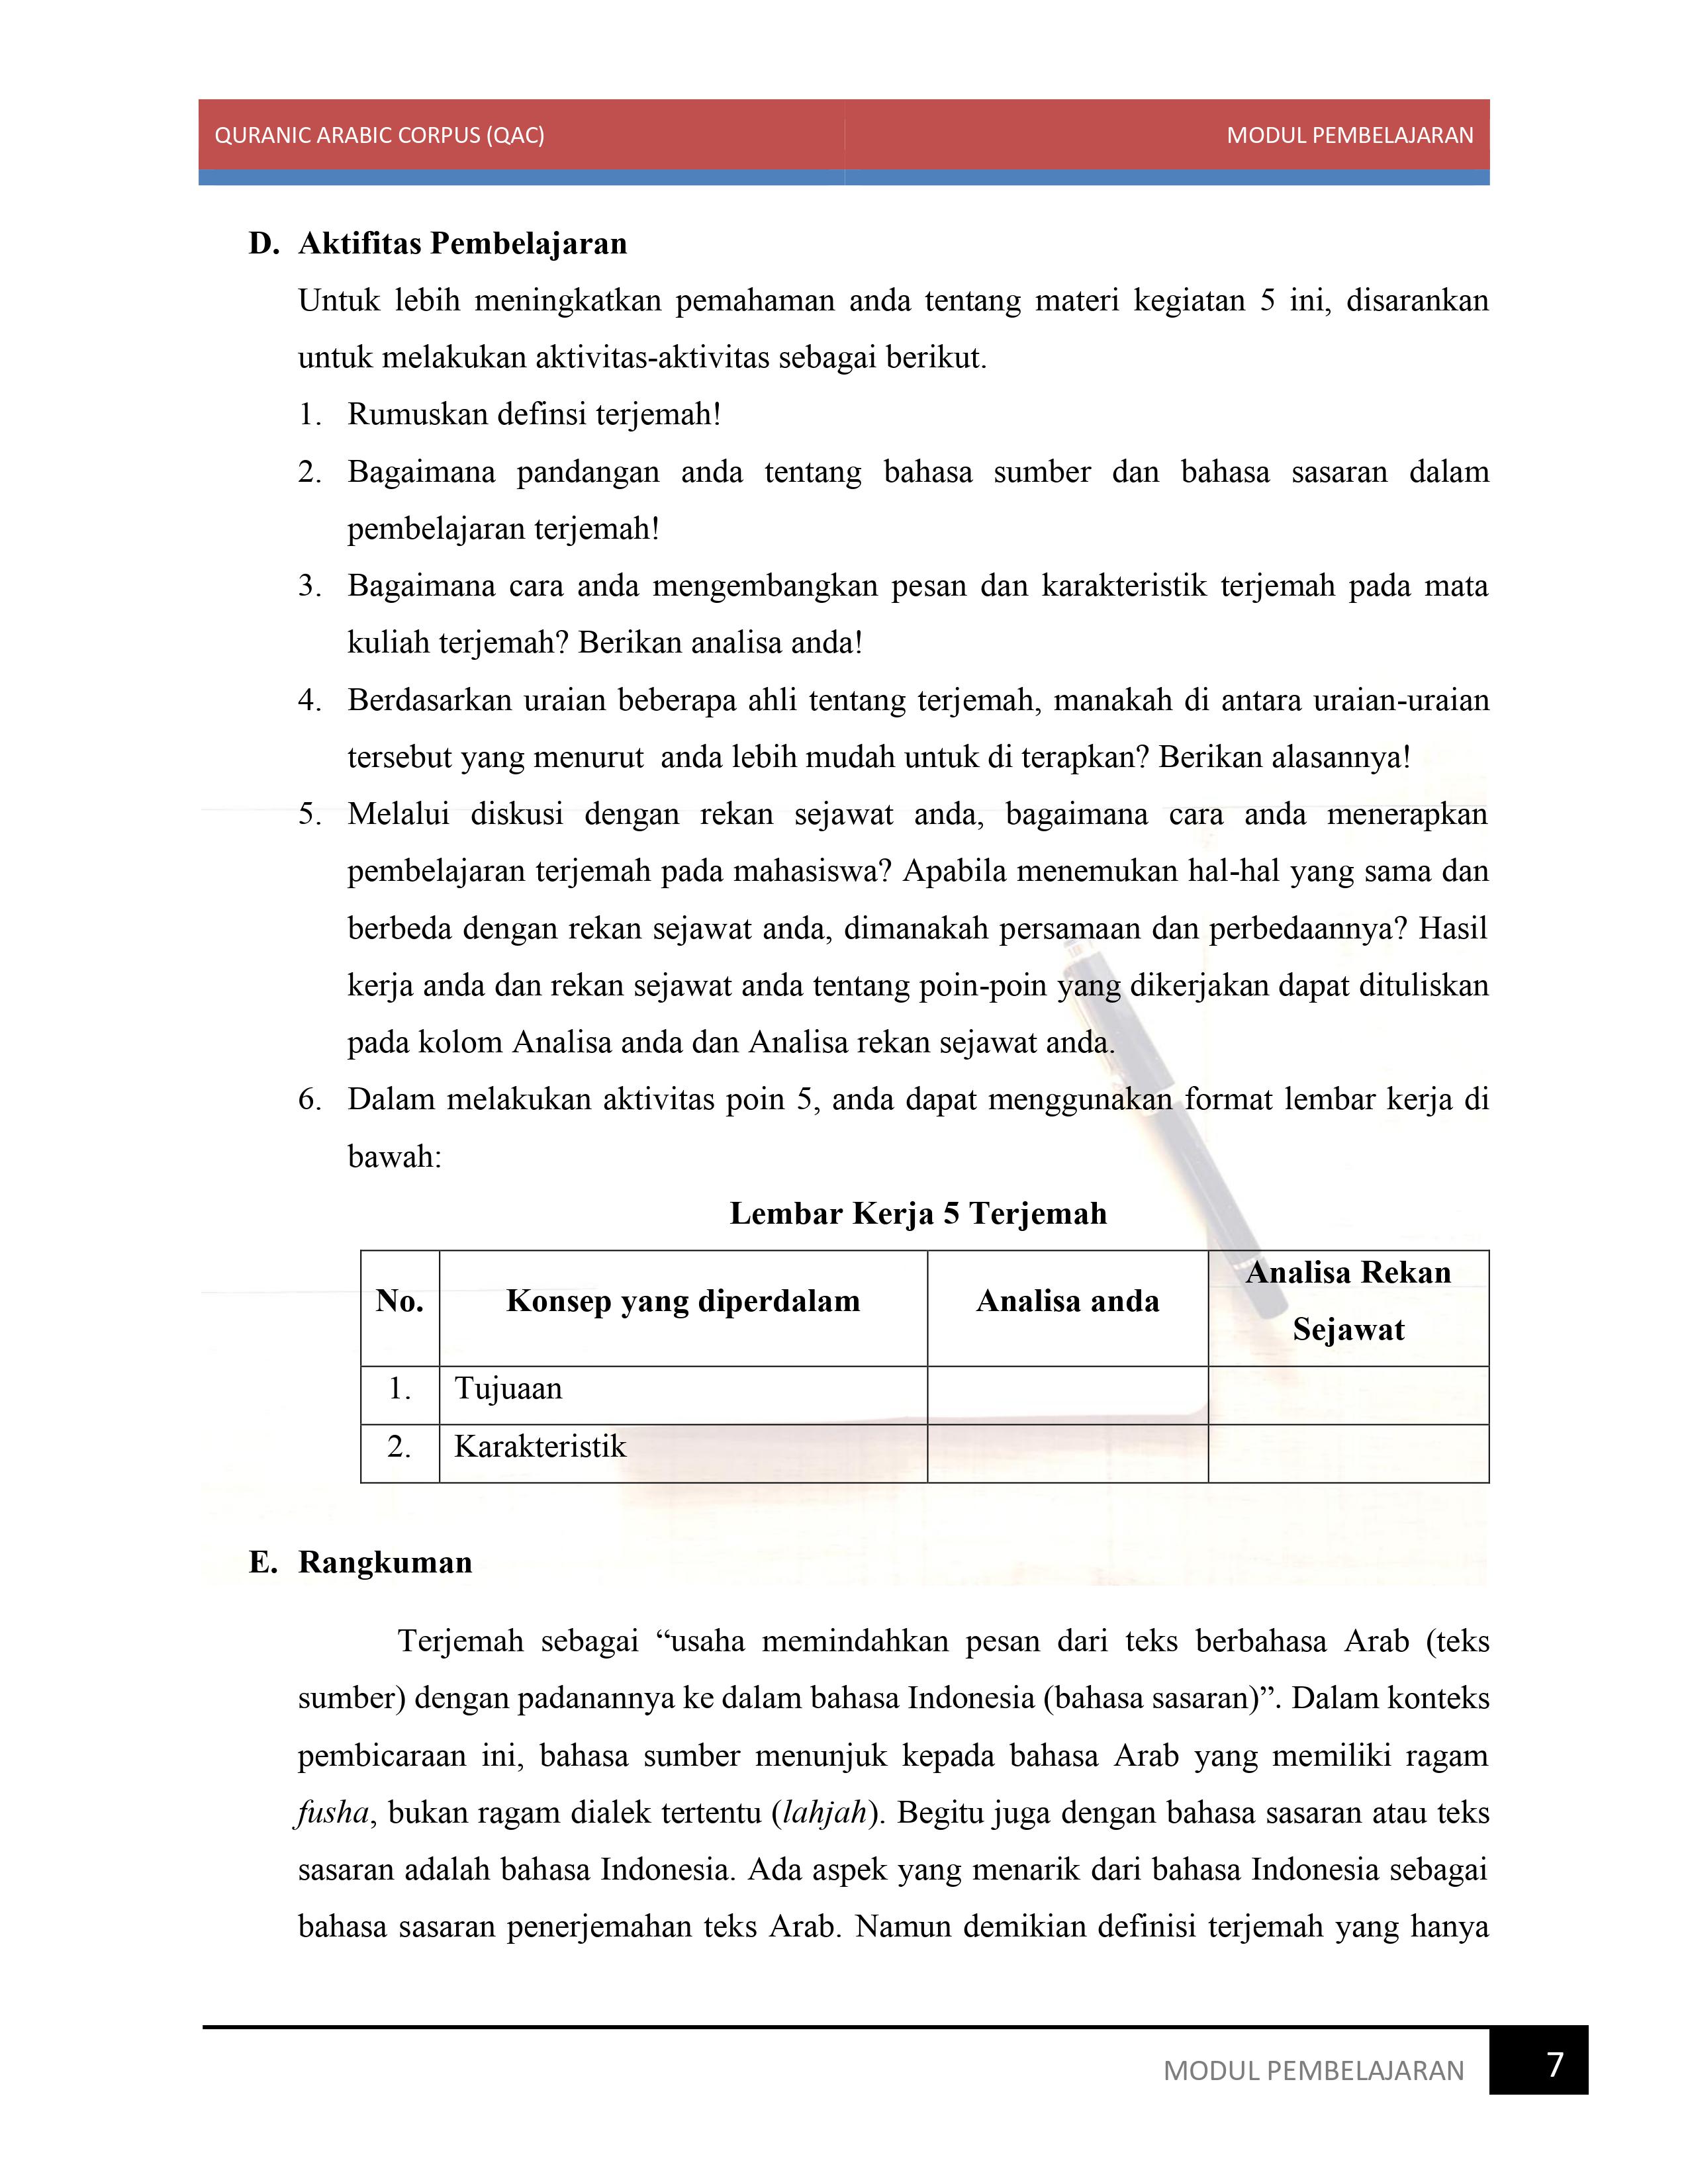 QURANIC ARABIC CORPUS (QAC) MODUL PEMBELAJARAN
D. Aktifitas Pembelajaran
Untuk lebih meningkatkan pemahaman anda tentang materi kegiatan 5 ini, disarankan
untuk melakukan aktivitas-aktivitas sebagai berikut.
1. Rumuskan definsi terjemah!
2. Bagaimana pandangan anda tentang bahasa sumber dan bahasa sasaran dalam
pembelajaran terjemah!
3. Bagaimana cara anda mengembangkan pesan dan karakteristik terjemah pada mata
kuliah terjemah? Berikan analisa anda!
4. Berdasarkan uraian beberapa ahli tentang terjemah, manakah di antara uraian-uraian
tersebut yang menurut  anda lebih mudah untuk di terapkan? Berikan alasannya!
5. Melalui diskusi dengan rekan sejawat anda, bagaimana cara anda menerapkan
pembelajaran terjemah pada mahasiswa? Apabila menemukan hal-hal yang sama dan
berbeda dengan rekan sejawat anda, dimanakah persamaan dan perbedaannya? Hasil
kerja anda dan rekan sejawat anda tentang poin-poin yang dikerjakan dapat dituliskan
pada kolom Analisa anda dan Analisa rekan sejawat anda.
6. Dalam melakukan aktivitas poin 5, anda dapat menggunakan format lembar kerja di
bawah:
Lembar Kerja 5 Terjemah
No. Konsep yang diperdalam Analisa anda Analisa Rekan
Sejawat
1. Tujuaan
2. Karakteristik
E. Rangkuman
Terjemah sebagai “usaha memindahkan pesan dari teks berbahasa Arab (teks
sumber) dengan padanannya ke dalam bahasa Indonesia (bahasa sasaran)”. Dalam konteks
pembicaraan ini, bahasa sumber menunjuk kepada bahasa Arab yang memiliki ragam
fusha, bukan ragam dialek tertentu (lahjah). Begitu juga dengan bahasa sasaran atau teks
sasaran adalah bahasa Indonesia. Ada aspek yang menarik dari bahasa Indonesia sebagai
bahasa sasaran penerjemahan teks Arab. Namun demikian definisi terjemah yang hanya
MODUL PEMBELAJARAN 7